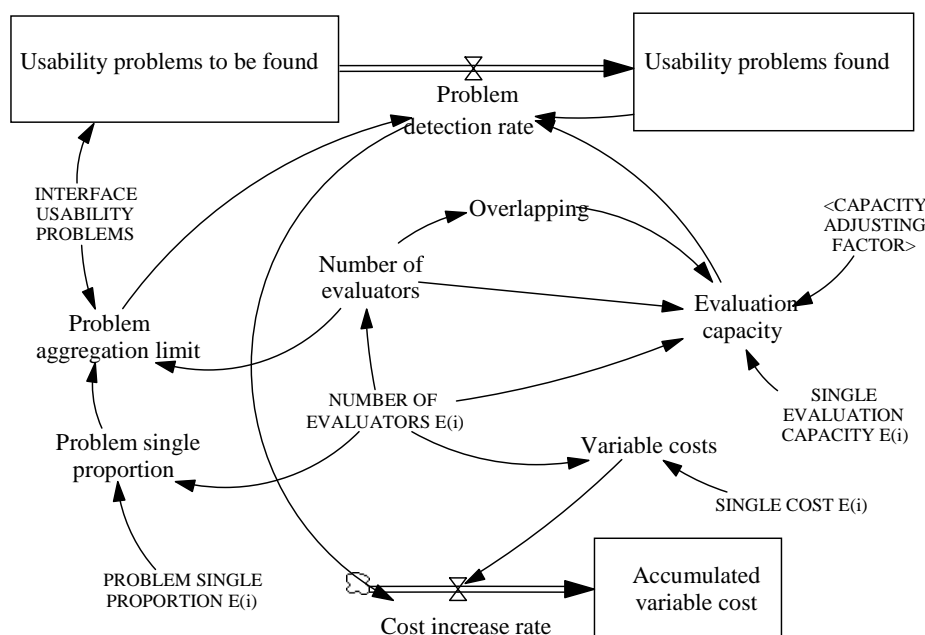 Usability problems to be found
Usability problems found
Problem
detection rate
INTERFACE
USABILITY
PROBLEMS
Overlapping
<CAPACITY
ADJUSTING
FACTOR>
Number of
evaluators
Evaluation
capacity
Problem
aggregation limit
NUMBER OF
EVALUATORS E(i)
SINGLE
EVALUATION
CAPACITY E(i)
Problem single
proportion
Variable costs
SINGLE COST E(i)
PROBLEM SINGLE
PROPORTION E(i)
Accumulated
variable cost
Cost increase rate